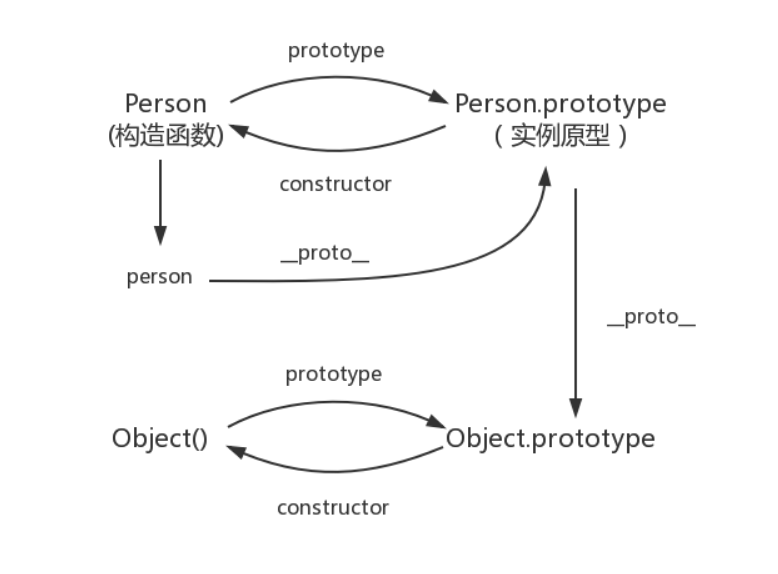 prototype
Person
Person.prototype
(构造函数)
（实例原型）
constructor
__proto__
person
__proto__
prototype
Object()
Object.prototype
constructor